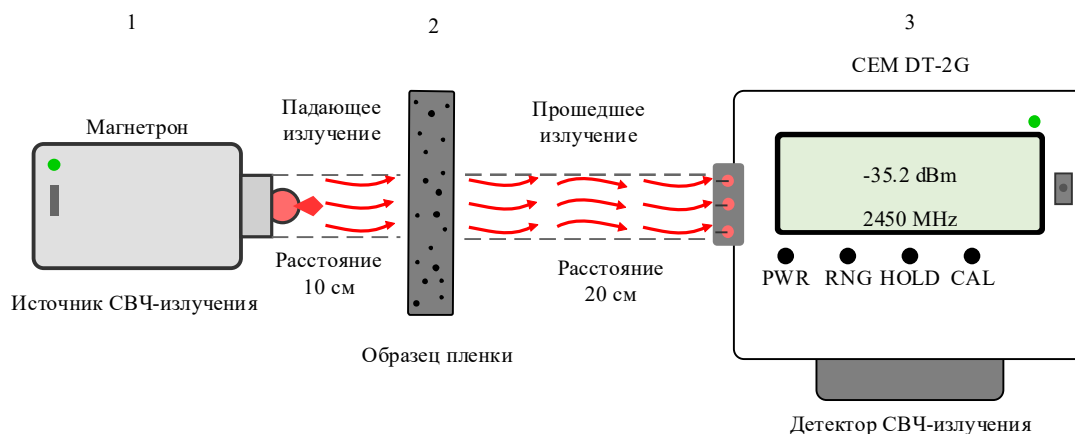 1
2
3
CEM DT-2G
Магнетрон
Падающее
излучение
Прошедшее
излучение
-35.2 dBm
2450 MHz
PWR RNG HOLD CAL
Расстояние
10 см
Расстояние
20 см
Источник СВЧ-излучения
Образец пленки
Детектор СВЧ-излучения